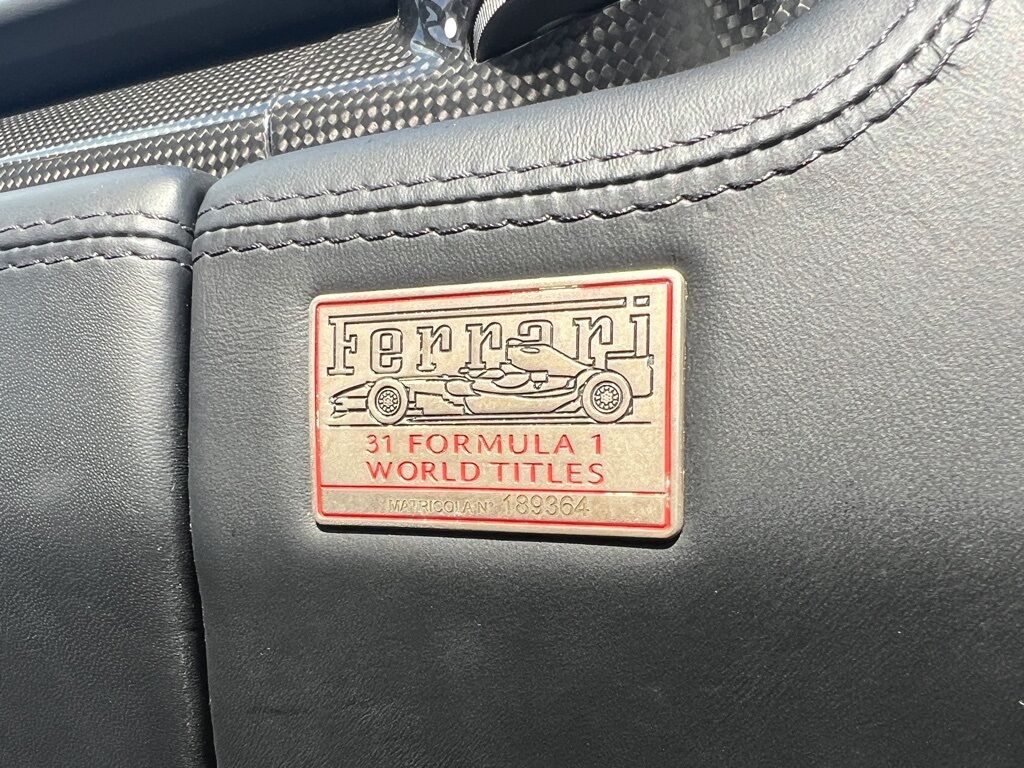 Ferrari
31 FORMULA 1
WORLD TITLES
MATRICOLA N° 189364